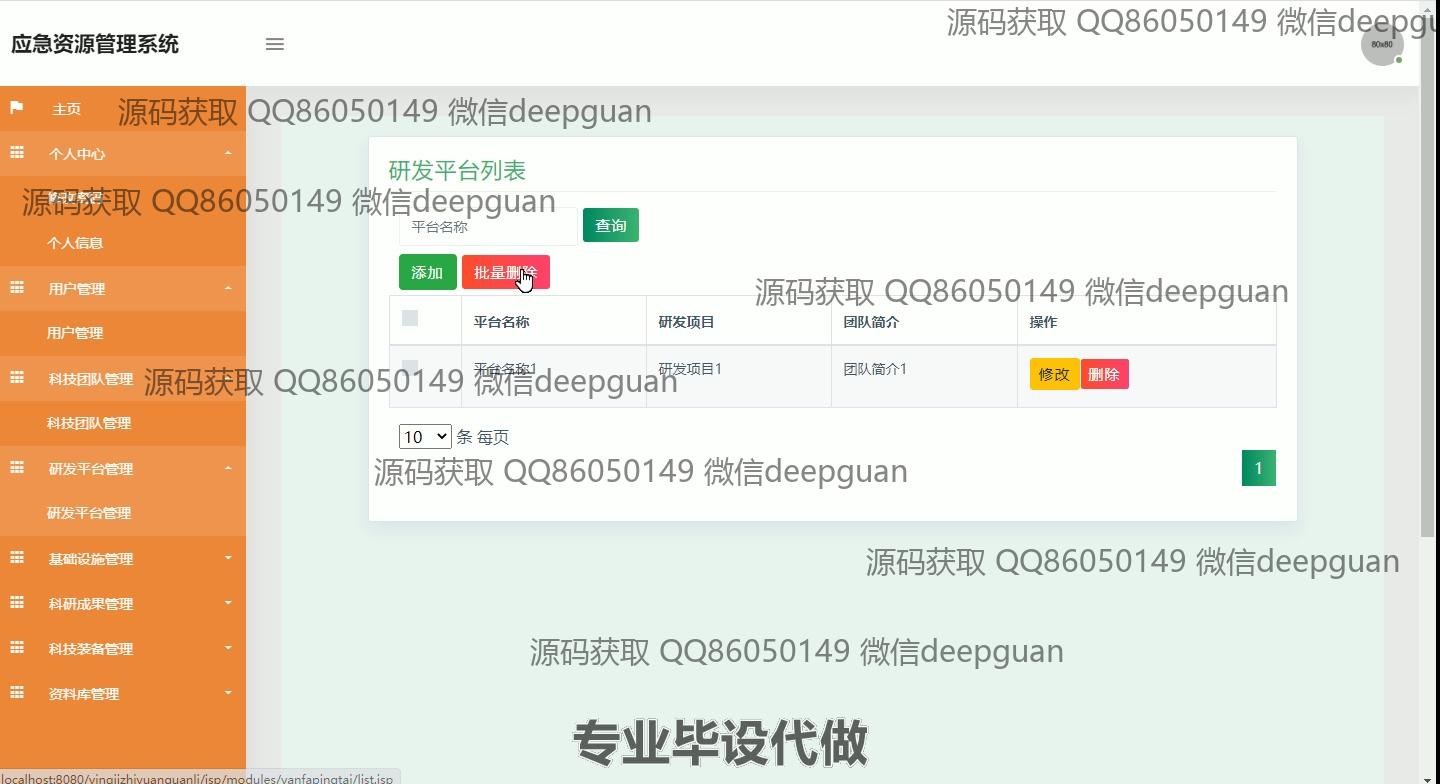 源码获取 QQ86050149 微信deepgu
应急资源管理系统
80x80
主页
源码获取 QQ86050149 微信deepguan
个人中心
研发平台列表
源码获取 QQ86050149 微信deepguan
平台名称 查询
个人信息
添加 批量删除
用户管理
源码获取 QQ86050149 微信deepguan
平台名称 研发项目 团队简介 操作
用户管理
平台名称1 研发项目1 团队简介1 修改 删除
科技团队管理
源码获取 QQ86050149 微信deepguan
科技团队管理
10 条 每页
研发平台管理
源码获取 QQ86050149 微信deepguan
1
研发平台管理
基础设施管理
源码获取 QQ86050149 微信deepguan
科研成果管理
科技装备管理
源码获取 QQ86050149 微信deepguan
资料库管理
专业毕设代做
localhost:8080/yingjizhiyuanguanli/jsp/modules/yanfapingtai/list.jsp